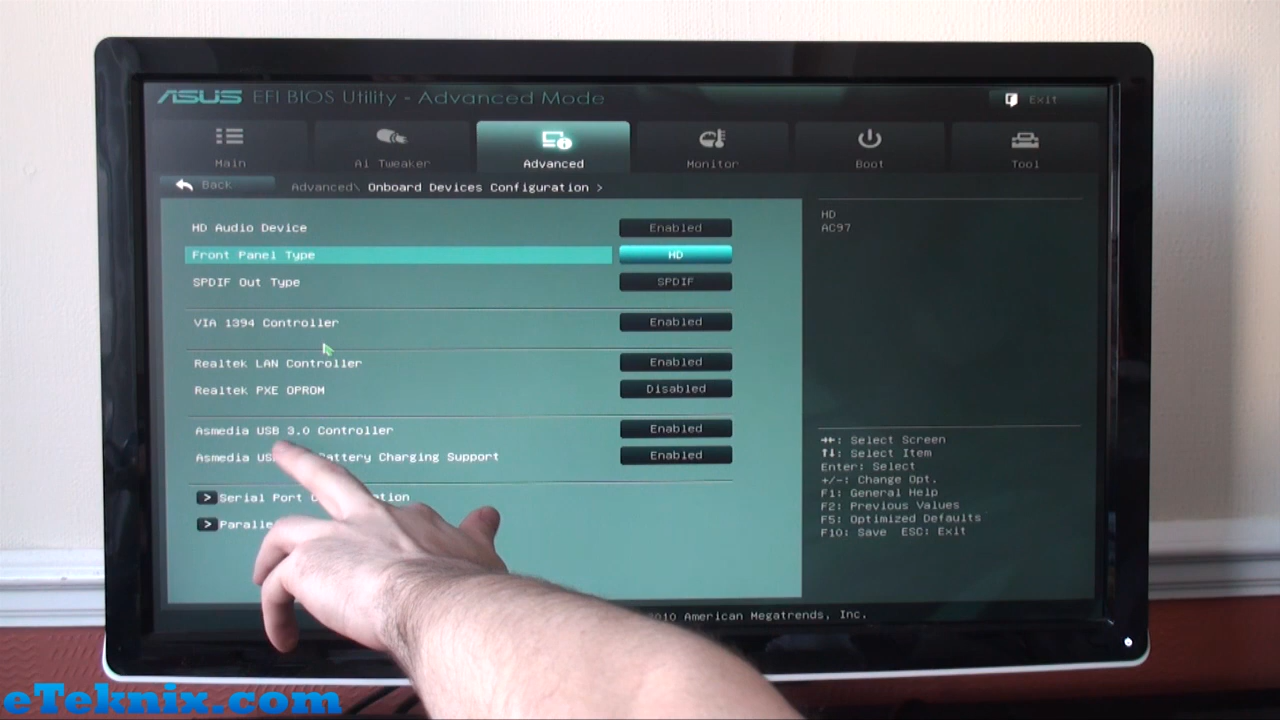 ASUS EFI BIOS Utility - Advanced Mode
Exit
Main
Ai Tweaker
Advanced
Monitor
Boot
Tool
Back
Advanced\ Onboard Devices Configuration >
HD Audio Device Enabled
Front Panel Type HD
SPDIF Out Type SPDIF
VIA 1394 Controller Enabled
Realtek LAN Controller Enabled
Realtek PXE OPROM Disabled
Asmedia USB 3.0 Controller Enabled
Asmedia Battery Charging Support Enabled
> Serial Port
>
HD
AC97
→←: Select Screen
↑↓: Select Item
Enter: Select
+/-: Change Opt.
F1: General Help
F2: Previous Values
F5: Optimized Defaults
F10: Save ESC: Exit
American Megatrends, Inc.
eTeknix.com